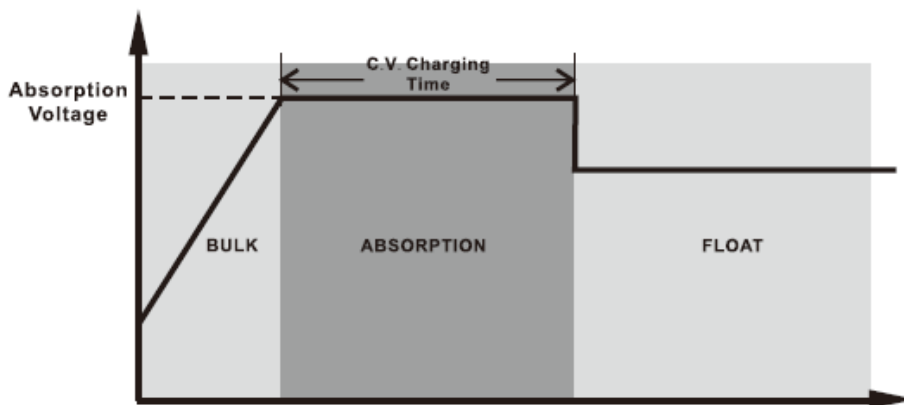 C.V. Charging
Time
Absorption
Voltage
BULK
ABSORPTION
FLOAT